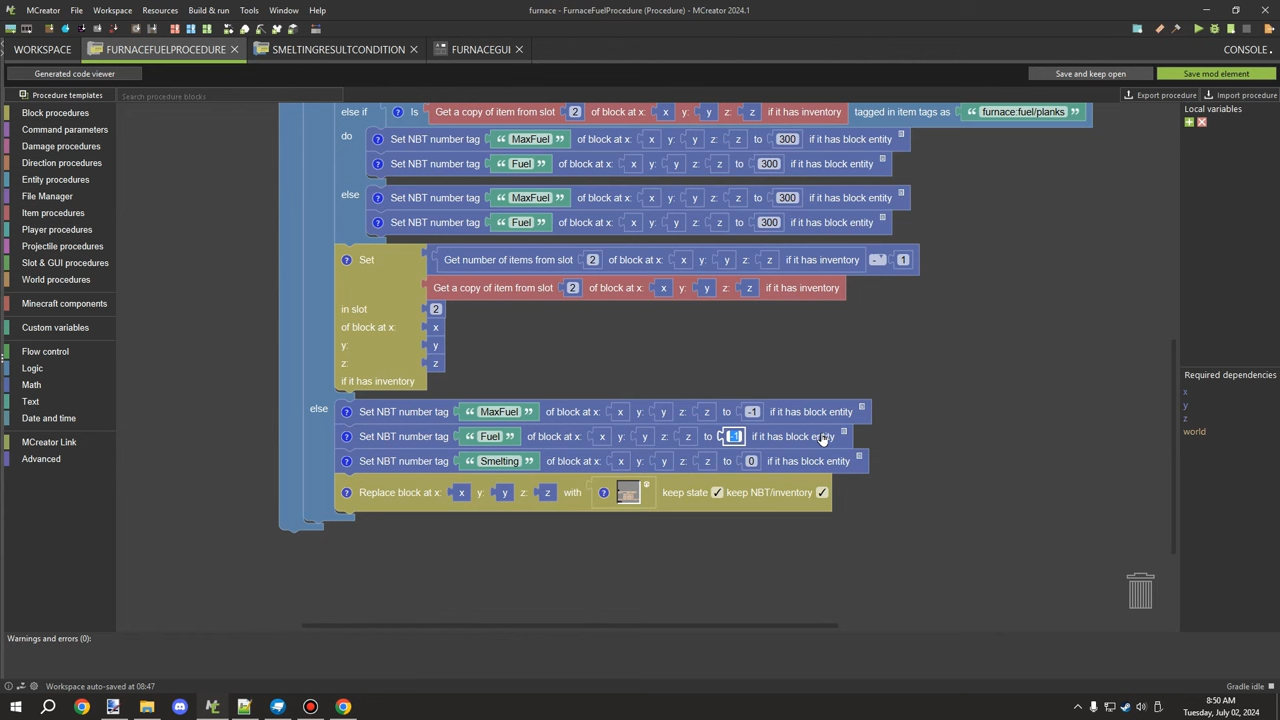 MCreator File Workspace Resources Build & run Tools Window Help furnace - FurnaceFuelProcedure (Procedure) - MCreator 2024.1
WORKSPACE FURNACEFUELPROCEDURE SMELTINGRESULTCONDITION FURNACEGUI CONSOLE
Generated code viewer Save and keep open Save mod element
Procedure templates Search procedure blocks Export procedure Import procedure Local variables
Block procedures
Command parameters
Damage procedures
Direction procedures
Entity procedures
File Manager
Item procedures
Player procedures
Projectile procedures
Slot & GUI procedures
World procedures
Minecraft components
Custom variables
Flow control
Logic
Math
Text
Date and time
MCreator Link
Advanced
else if Is Get a copy of item from slot 2 of block at x: x y: y z: z if it has inventory tagged in item tags as “ furnace:fuel/planks ”
do Set NBT number tag “ MaxFuel ” of block at x: x y: y z: z to 300 if it has block entity
Set NBT number tag “ Fuel ” of block at x: x y: y z: z to 300 if it has block entity
else Set NBT number tag “ MaxFuel ” of block at x: x y: y z: z to 300 if it has block entity
Set NBT number tag “ Fuel ” of block at x: x y: y z: z to 300 if it has block entity
Set Get number of items from slot 2 of block at x: x y: y z: z if it has inventory - 1
Get a copy of item from slot 2 of block at x: x y: y z: z if it has inventory
in slot 2
of block at x: x
y: y
z: z
if it has inventory
else Set NBT number tag “ MaxFuel ” of block at x: x y: y z: z to -1 if it has block entity
Set NBT number tag “ Fuel ” of block at x: x y: y z: z to -1 if it has block entity
Set NBT number tag “ Smelting ” of block at x: x y: y z: z to 0 if it has block entity
Replace block at x: x y: y z: z with keep state ✓ keep NBT/inventory ✓
Required dependencies
x
y
z
world
Warnings and errors (0):
Workspace auto-saved at 08:47 Gradle idle
8:50 AM
Tuesday, July 02, 2024